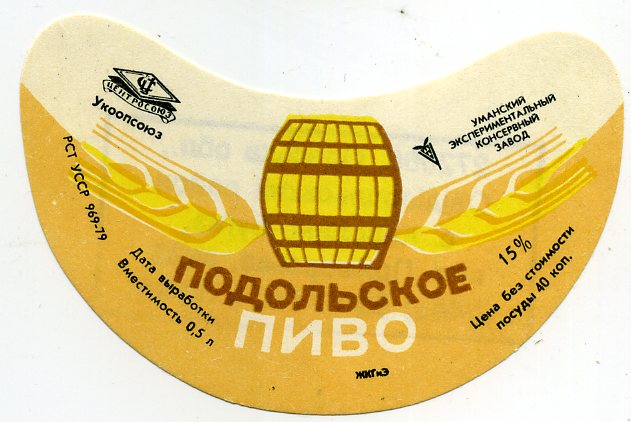 ЦЕНТРОСОЮЗ
Укоопсоюз
РСТ УССР 969-79
Дата выработки
Вместимость 0,5 л
УМАНСКИЙ
ЭКСПЕРИМЕНТАЛЬНЫЙ
КОНСЕРВНЫЙ
ЗАВОД
15%
Цена без стоимости
посуды 40 коп.
ПОДОЛЬСКОЕ
ПИВО
ЖКГиЭ